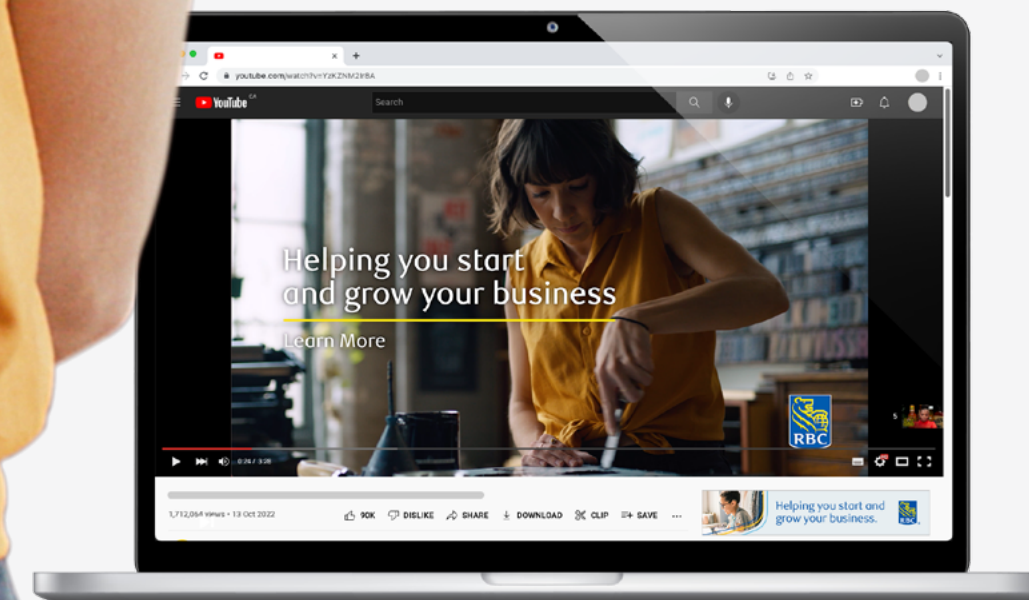 youtube.com/watch?v=YzKZNM2Ir8A
YouTube CA
Search
Helping you start
and grow your business
Learn More
RBC
5
0:24 / 3:28
1,712,064 views • 13 Oct 2022
90K DISLIKE SHARE DOWNLOAD CLIP SAVE ...
Helping you start and
grow your business.
RBC